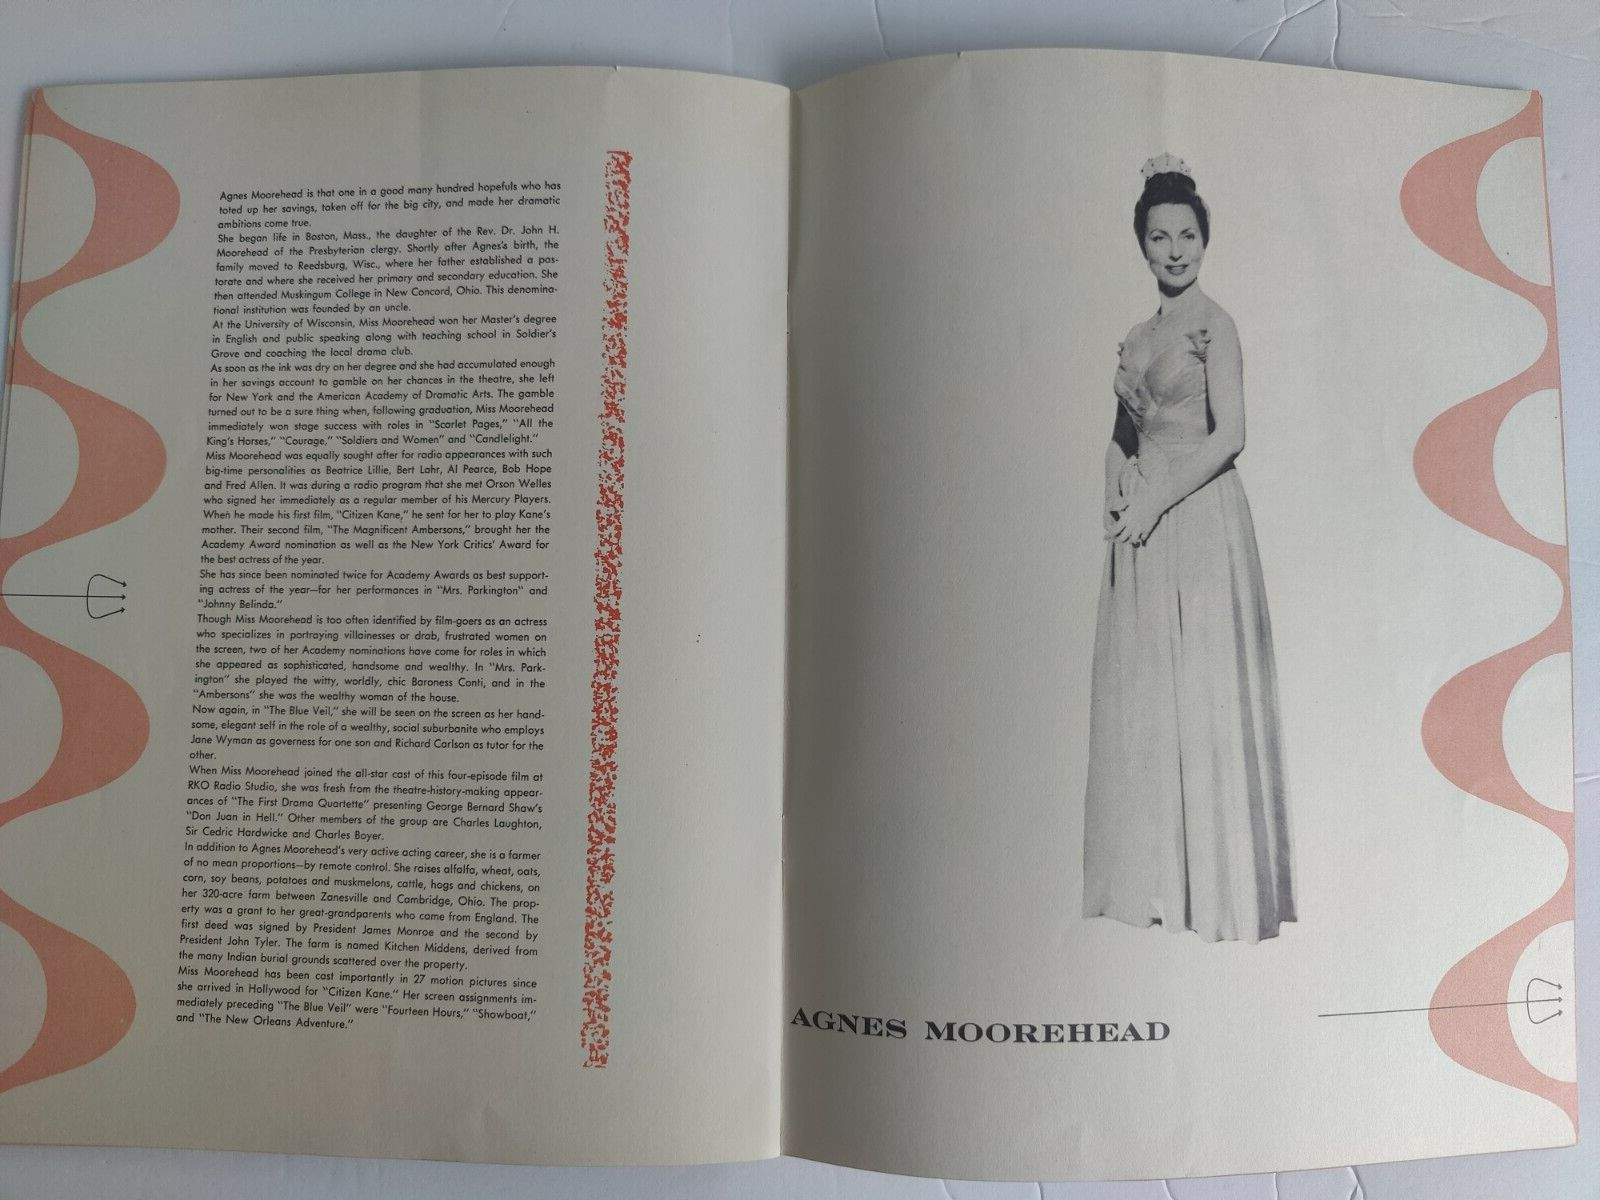 Agnes Moorehead is that one in a good many hundred hopefuls who has
toted up her savings, taken off for the big city, and made her dramatic
ambitions come true.
She began life in Boston, Mass., the daughter of the Rev. Dr. John H.
Moorehead of the Presbyterian clergy. Shortly after Agnes's birth, the
family moved to Reedsburg, Wisc., where her father established a pas-
torate and where she received her primary and secondary education. She
then attended Muskingum College in New Concord, Ohio. This denomina-
tional institution was founded by an uncle.
At the University of Wisconsin, Miss Moorehead won her Master's degree
in English and public speaking along with teaching school in Soldier's
Grove and coaching the local drama club.
As soon as the ink was dry on her degree and she had accumulated enough
in her savings account to gamble on her chances in the theatre, she left
for New York and the American Academy of Dramatic Arts. The gamble
turned out to be a sure thing when, following graduation, Miss Moorehead
immediately won stage success with roles in "Scarlet Pages," "All the
King's Horses," "Courage," "Soldiers and Women" and "Candlelight."
Miss Moorehead was equally sought after for radio appearances with such
big-time personalities as Beatrice Lillie, Bert Lahr, Al Pearce, Bob Hope
and Fred Allen. It was during a radio program that she met Orson Welles
who signed her immediately as a regular member of his Mercury Players.
When he made his first film, "Citizen Kane," he sent for her to play Kane's
mother. Their second film, "The Magnificent Ambersons," brought her the
Academy Award nomination as well as the New York Critics' Award for
the best actress of the year.
She has since been nominated twice for Academy Awards as best support-
ing actress of the year—for her performances in "Mrs. Parkington" and
"Johnny Belinda."
Though Miss Moorehead is too often identified by film-goers as an actress
who specializes in portraying villainesses or drab, frustrated women on
the screen, two of her Academy nominations have come for roles in which
she appeared as sophisticated, handsome and wealthy. In "Mrs. Park-
ington" she played the witty, worldly, chic Baroness Conti, and in the
"Ambersons" she was the wealthy woman of the house.
Now again, in "The Blue Veil," she will be seen on the screen as her hand-
some, elegant self in the role of a wealthy, social suburbanite who employs
Jane Wyman as governess for one son and Richard Carlson as tutor for the
other.
When Miss Moorehead joined the all-star cast of this four-episode film at
RKO Radio Studio, she was fresh from the theatre-history-making appear-
ances of "The First Drama Quartette" presenting George Bernard Shaw's
"Don Juan in Hell." Other members of the group are Charles Laughton,
Sir Cedric Hardwicke and Charles Boyer.
In addition to Agnes Moorehead's very active acting career, she is a farmer
of no mean proportions—by remote control. She raises alfalfa, wheat, oats,
corn, soy beans, potatoes and muskmelons, cattle, hogs and chickens, on
her 320-acre farm between Zanesville and Cambridge, Ohio. The prop-
erty was a grant to her great-grandparents who came from England. The
first deed was signed by President James Monroe and the second by
President John Tyler. The farm is named Kitchen Middens, derived from
the many Indian burial grounds scattered over the property.
Miss Moorehead has been cast importantly in 27 motion pictures since
she arrived in Hollywood for "Citizen Kane." Her screen assignments im-
mediately preceding "The Blue Veil" were "Fourteen Hours," "Showboat,"
and "The New Orleans Adventure."
AGNES MOOREHEAD